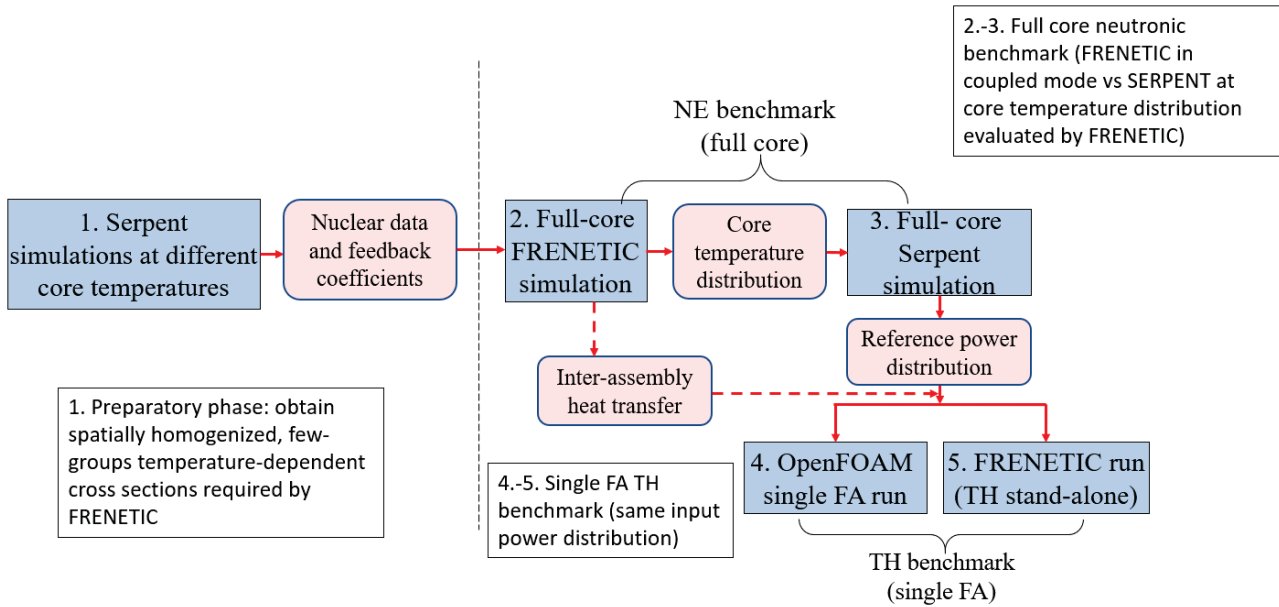 2.-3. Full core neutronic
benchmark (FRENETIC in
coupled mode vs SERPENT at
core temperature distribution
evaluated by FRENETIC)
NE benchmark
(full core)
1. Serpent
simulations at different
core temperatures
Nuclear data
and feedback
coefficients
2. Full-core
FRENETIC
simulation
Core
temperature
distribution
3. Full- core
Serpent
simulation
Reference power
distribution
Inter-assembly
heat transfer
1. Preparatory phase: obtain
spatially homogenized, few-
groups temperature-dependent
cross sections required by
FRENETIC
4.-5. Single FA TH
benchmark (same input
power distribution)
4. OpenFOAM
single FA run
5. FRENETIC run
(TH stand-alone)
TH benchmark
(single FA)